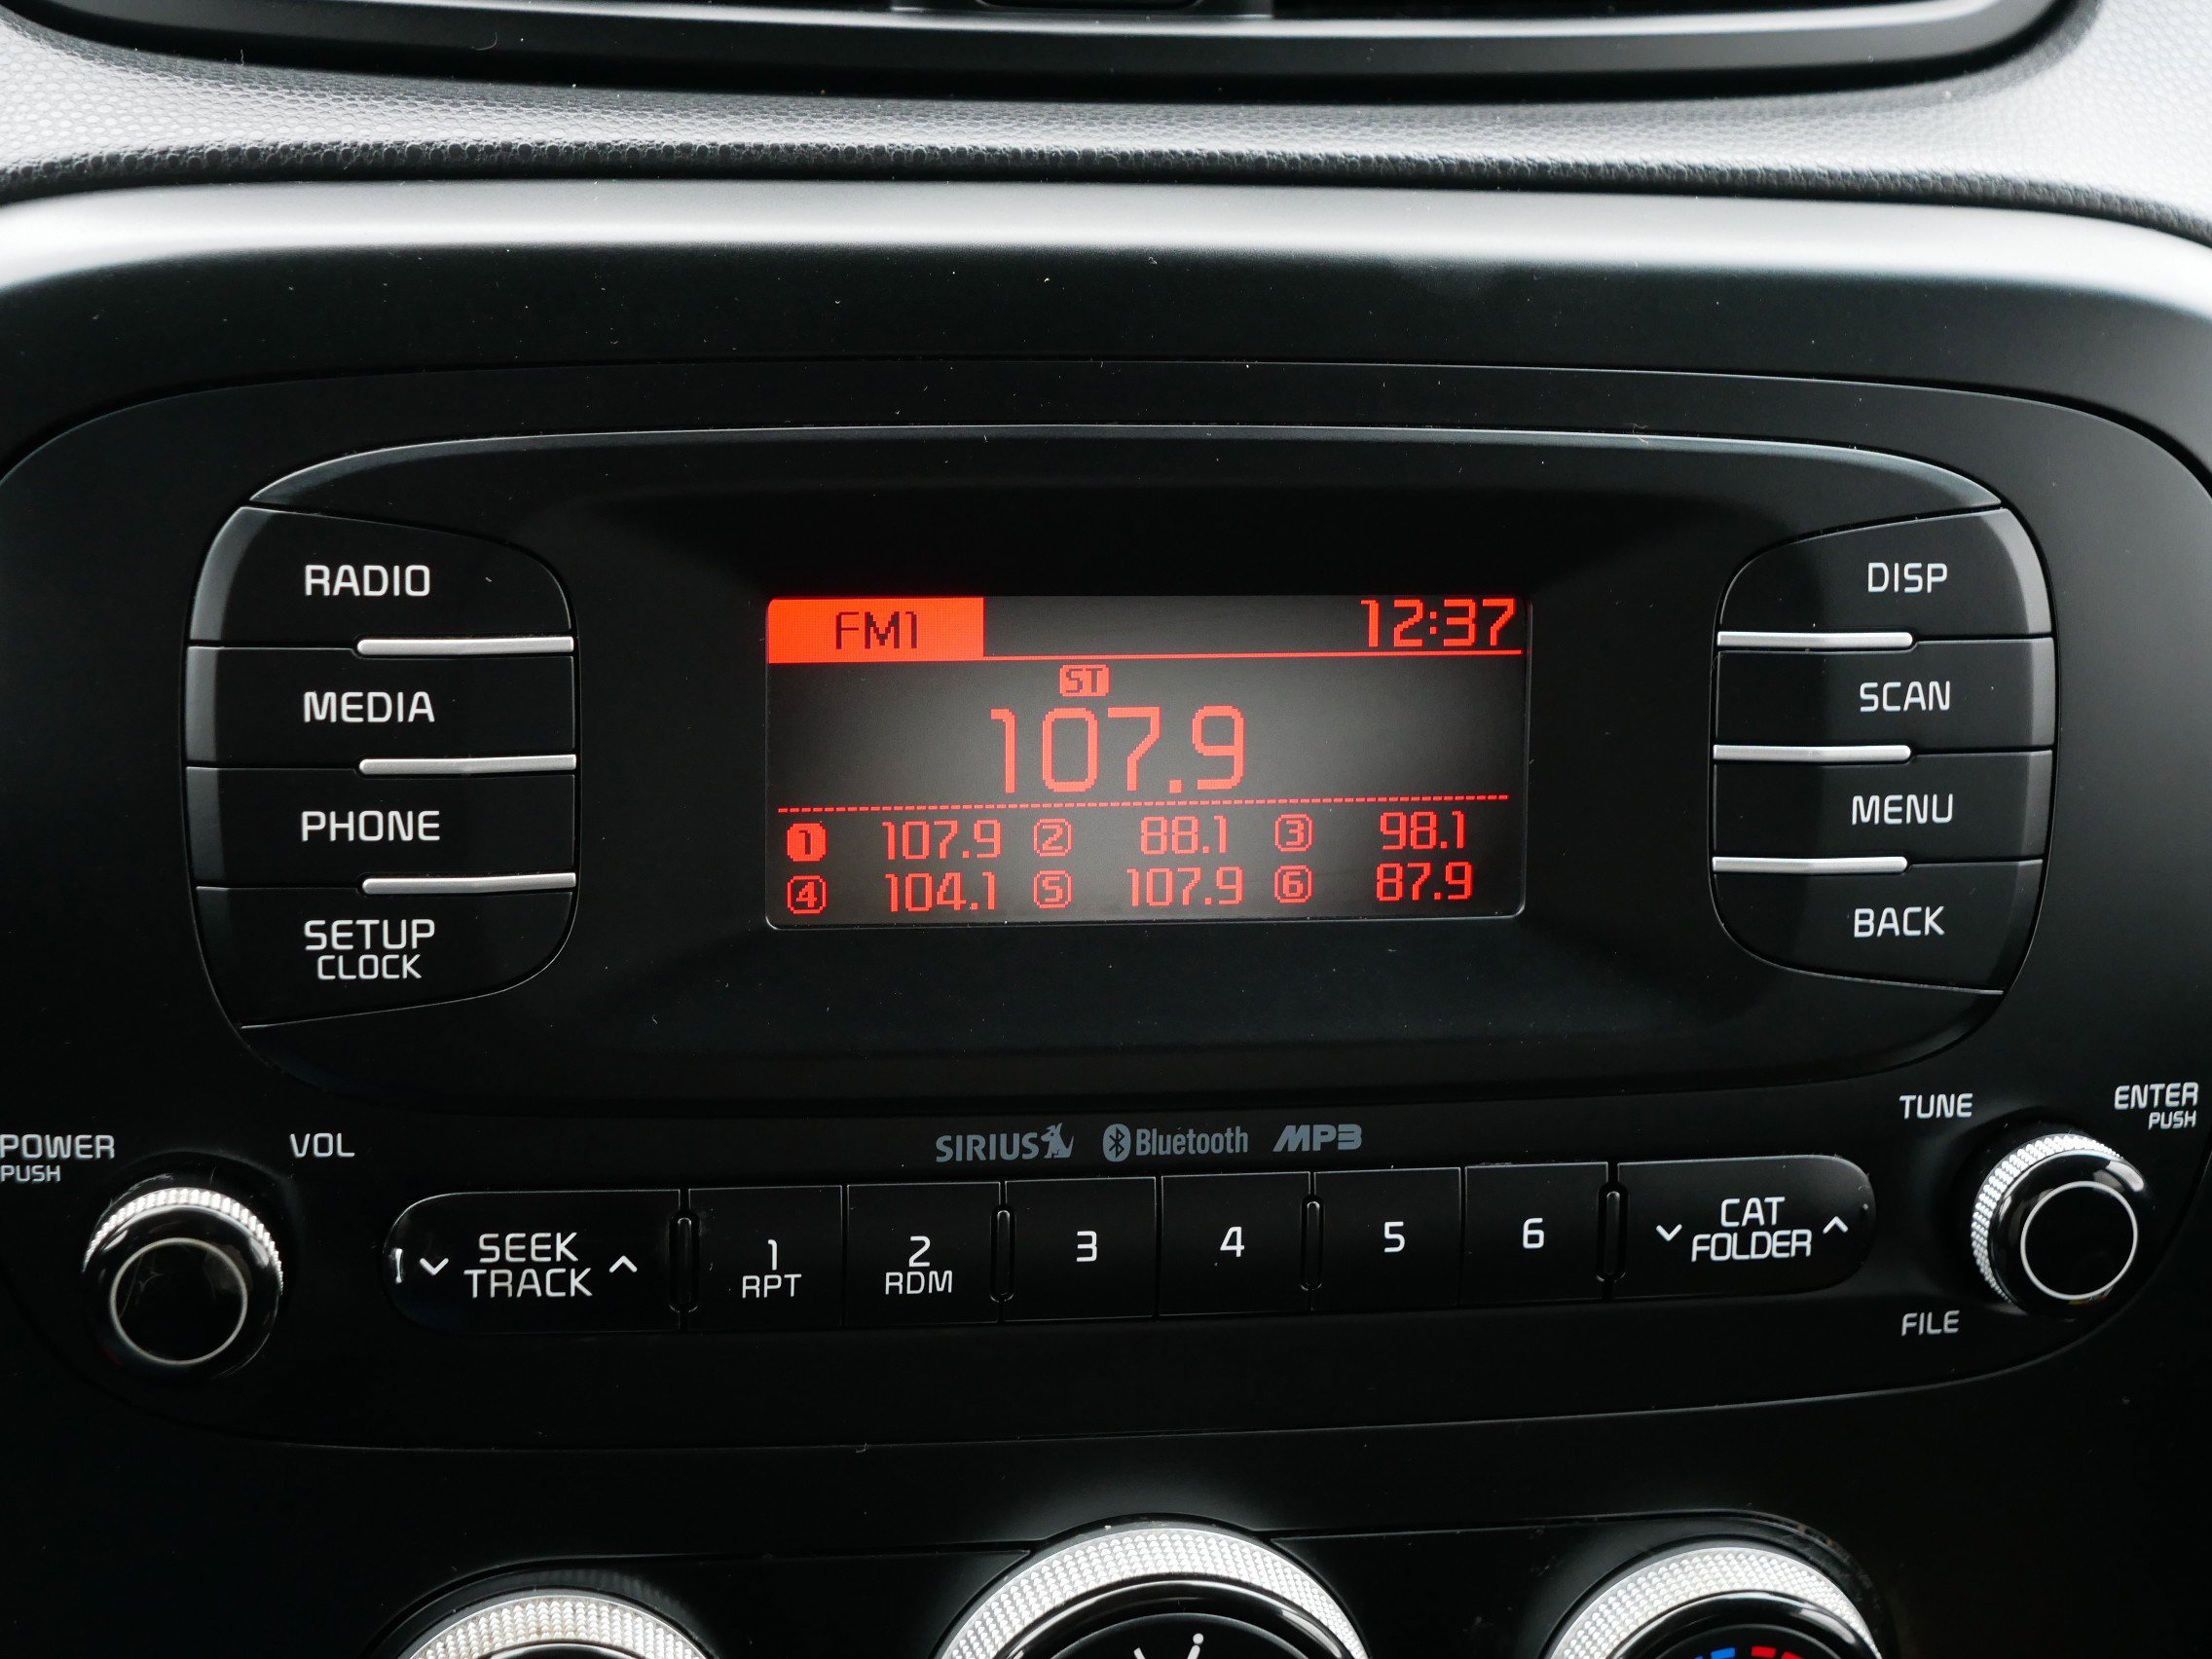 RADIO
MEDIA
PHONE
SETUP
CLOCK
FM1 12:37
ST
107.9
1 107.9 2 88.1 3 98.1
4 104.1 5 107.9 6 87.9
DISP
SCAN
MENU
BACK
POWER
PUSH
VOL
SIRIUS Bluetooth MP3
TUNE
ENTER
PUSH
SEEK
TRACK
1
RPT
2
RDM
3
4
5
6
CAT
FOLDER
FILE